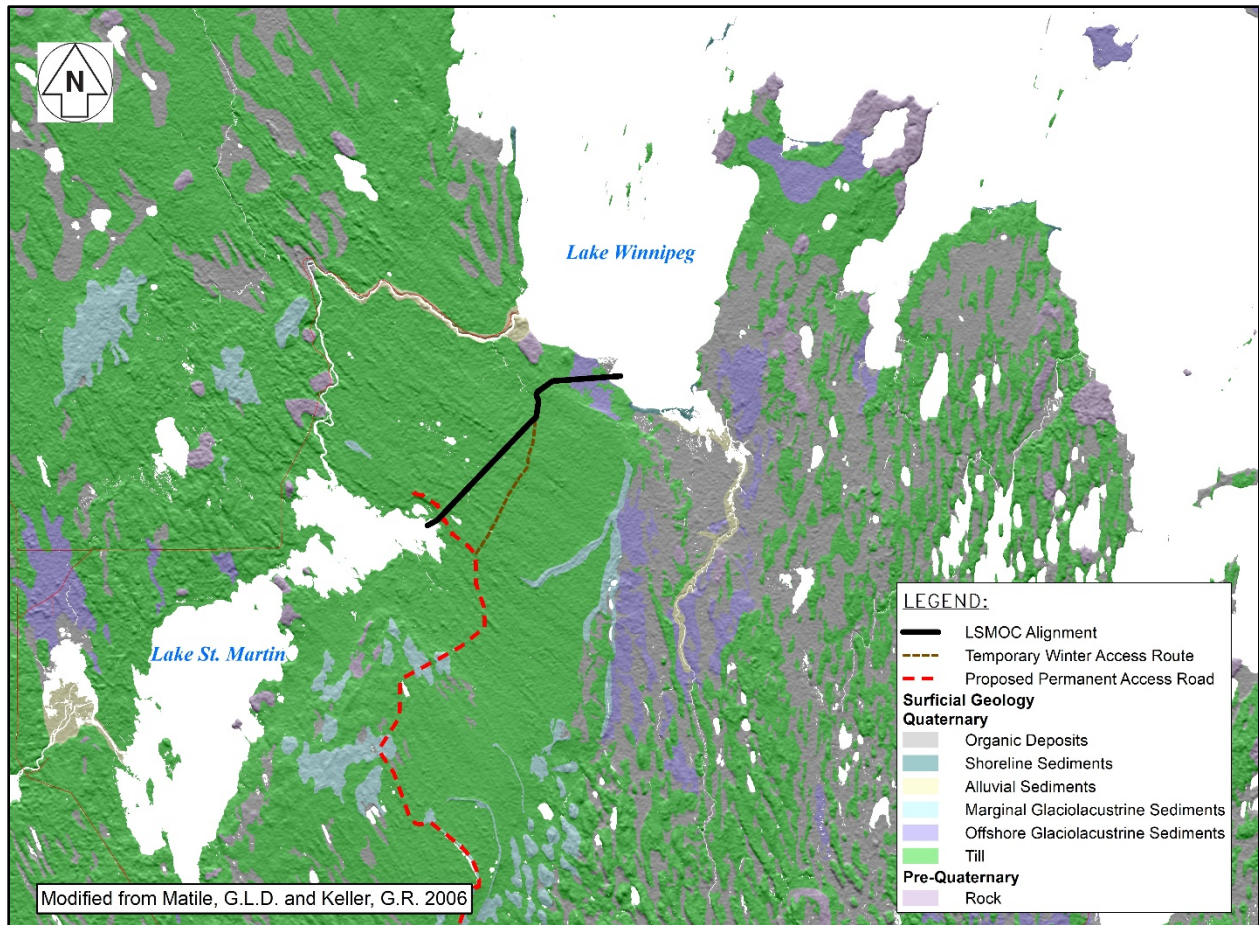 N
Lake Winnipeg
Lake St. Martin
LEGEND:
LSMOC Alignment
Temporary Winter Access Route
Proposed Permanent Access Road
Surficial Geology
Quaternary
Organic Deposits
Shoreline Sediments
Alluvial Sediments
Marginal Glaciolacustrine Sediments
Offshore Glaciolacustrine Sediments
Till
Pre-Quaternary
Rock
Modified from Matile, G.L.D. and Keller, G.R. 2006